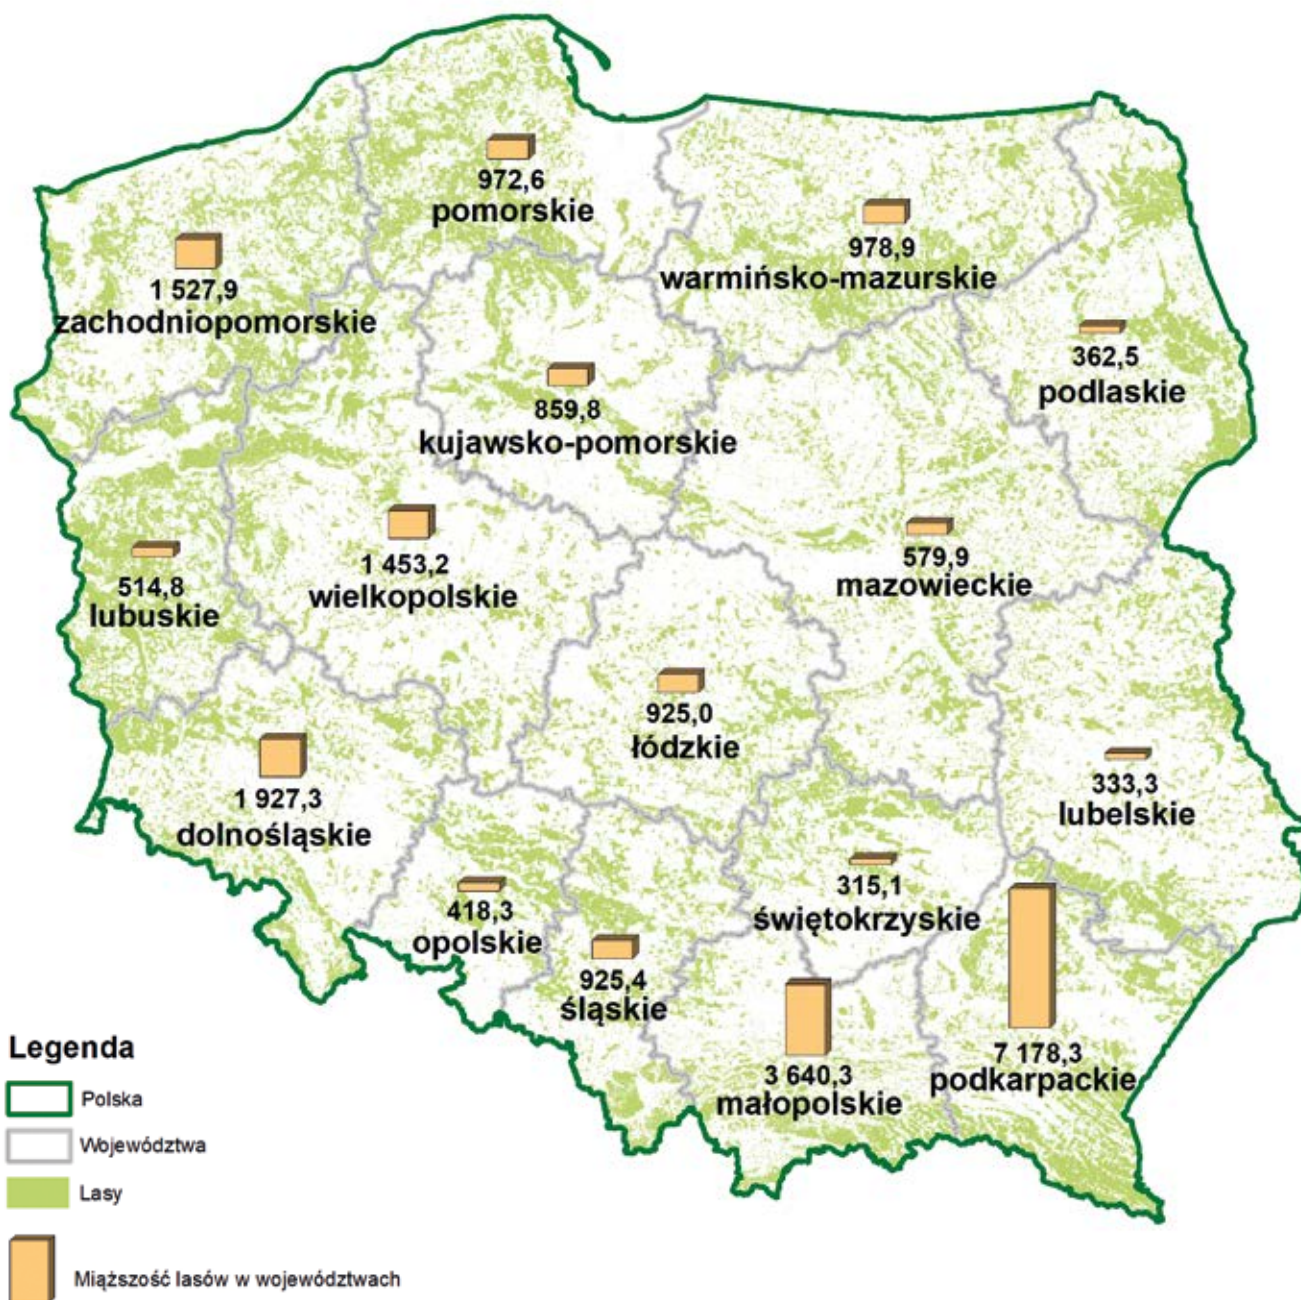 972,6
pomorskie
978,9
warmińsko-mazurskie
1 527,9
zachodniopomorskie
362,5
podlaskie
859,8
kujawsko-pomorskie
1 453,2
wielkopolskie
579,9
mazowieckie
514,8
lubuskie
925,0
łódzkie
1 927,3
dolnośląskie
333,3
lubelskie
315,1
świętokrzyskie
418,3
opolskie
925,4
śląskie
3 640,3
małopolskie
7 178,3
podkarpackie
Legenda
Polska
Województwa
Lasy
Miąższość lasów w województwach